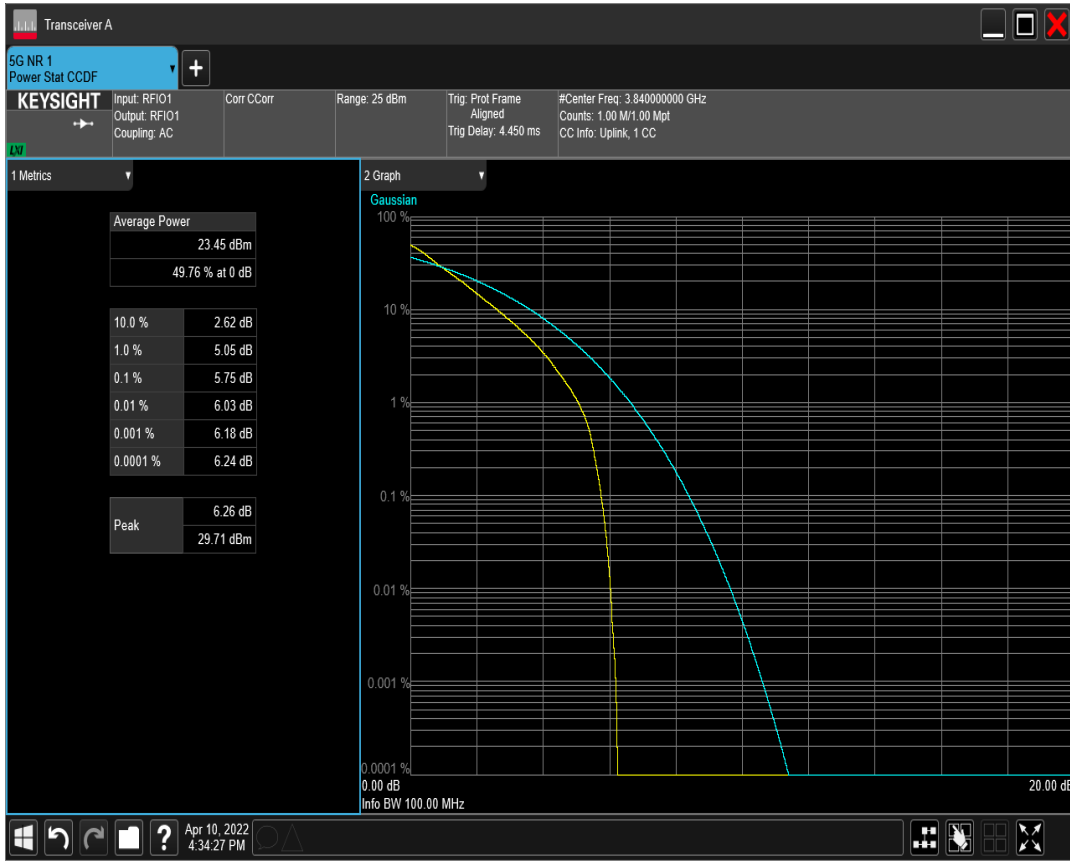 Transceiver A
5G NR 1
Power Stat CCDF
+
KEYSIGHT
LXI
Input: RFIO1
Output: RFIO1
Coupling: AC
Corr CCorr
Range: 25 dBm
Trig: Prot Frame
Aligned
Trig Delay: 4.450 ms
#Center Freq: 3.840000000 GHz
Counts: 1.00 M/1.00 Mpt
CC Info: Uplink, 1 CC
1 Metrics
Average Power
23.45 dBm
49.76 % at 0 dB
10.0 % 2.62 dB
1.0 % 5.05 dB
0.1 % 5.75 dB
0.01 % 6.03 dB
0.001 % 6.18 dB
0.0001 % 6.24 dB
Peak 6.26 dB
29.71 dBm
2 Graph
Gaussian
100 %
10 %
1 %
0.1 %
0.01 %
0.001 %
0.0001 %
0.00 dB 20.00 dB
Info BW 100.00 MHz
?
Apr 10, 2022
4:34:27 PM